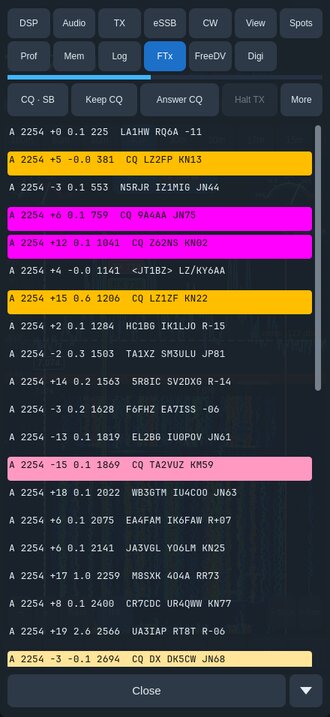 DSP Audio TX eSSB CW View Spots
Prof Mem Log FTx FreeDV Digi
CQ - SB Keep CQ Answer CQ Halt TX More
A 2254 +0 0.1 225 LA1HW RQ6A -11
A 2254 +5 -0.0 381 CQ LZ2FP KN13
A 2254 -3 0.1 553 N5RJR IZ1MIG JN44
A 2254 +6 0.1 759 CQ 9A4AA JN75
A 2254 +12 0.1 1041 CQ Z62NS KN02
A 2254 +4 -0.0 1141 <JT1BZ> LZ/KY6AA
A 2254 +15 0.6 1206 CQ LZ1ZF KN22
A 2254 +2 0.1 1284 HC1BG IK1LJO R-15
A 2254 -2 0.3 1503 TA1XZ SM3ULU JP81
A 2254 +14 0.2 1563 5R8IC SV2DXG R-14
A 2254 -3 0.2 1628 F6FHZ EA7ISS -06
A 2254 -13 0.1 1819 EL2BG IU0POV JN61
A 2254 -15 0.1 1869 CQ TA2VUZ KM59
A 2254 +18 0.1 2022 WB3GTM IU4COO JN63
A 2254 +6 0.1 2075 EA4FAM IK6FAW R+07
A 2254 +6 0.1 2141 JA3VGL YO6LM KN25
A 2254 +17 1.0 2259 M8SXK 4O4A RR73
A 2254 +8 0.1 2400 CR7CDC UR4QWW KN77
A 2254 +19 2.6 2566 UA3IAP RT8T R-06
A 2254 -3 -0.1 2694 CQ DX DK5CW JN68
Close